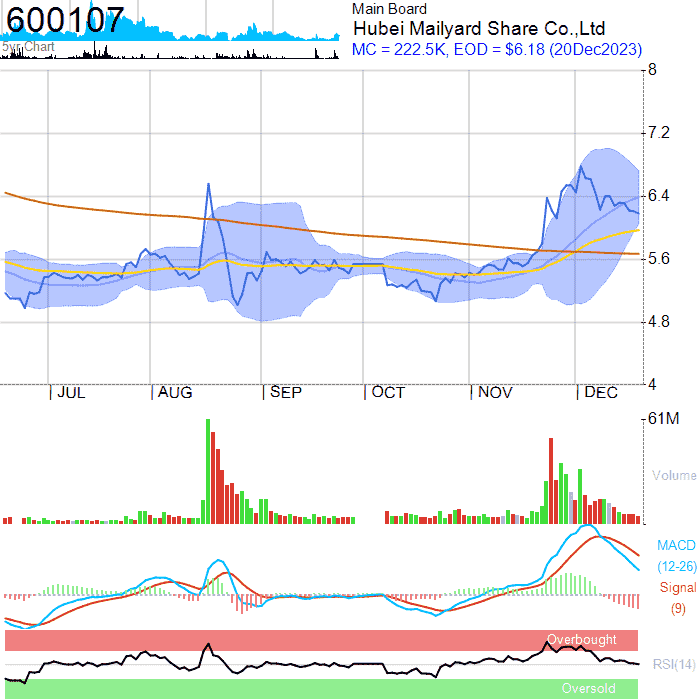 600107
5yr Chart
Main Board
Hubei Mailyard Share Co.,Ltd
MC = 222.5K, EOD = $6.18 (20Dec2023)
8
7.2
6.4
5.6
4.8
4
JUL AUG SEP OCT NOV DEC
61M
Volume
MACD
(12-26)
Signal
(9)
Overbought
RSI(14)
Oversold